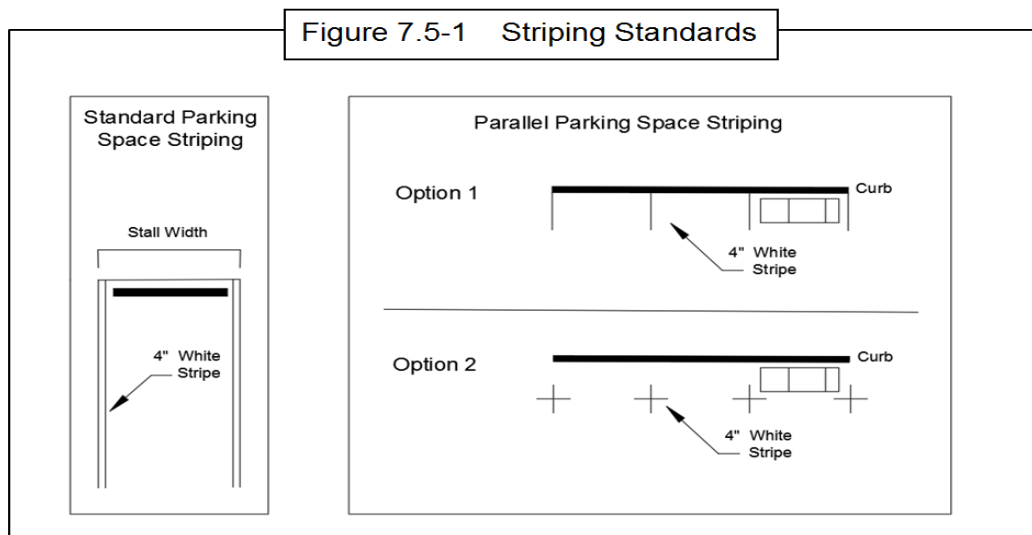 Figure 7.5-1 Striping Standards
Standard Parking
Space Striping
Stall Width
4" White
Stripe
Parallel Parking Space Striping
Option 1
Curb
4" White
Stripe
Option 2
Curb
4" White
Stripe